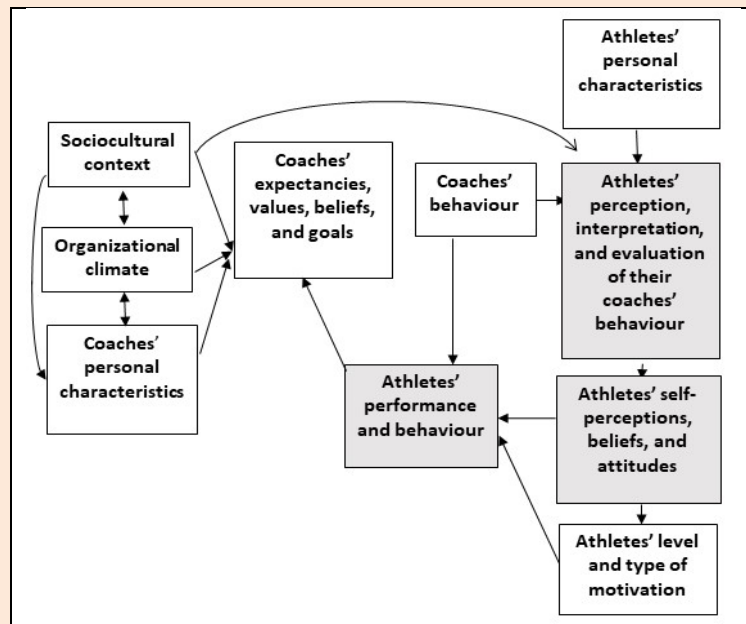 Athletes'
personal
characteristics
Sociocultural
context
Coaches'
expectancies,
values, beliefs,
and goals
Coaches'
behaviour
Athletes'
perception,
interpretation,
and evaluation
of their
coaches'
behaviour
Organizational
climate
Coaches'
personal
characteristics
Athletes'
performance
and behaviour
Athletes' self-
perceptions,
beliefs, and
attitudes
Athletes' level
and type of
motivation